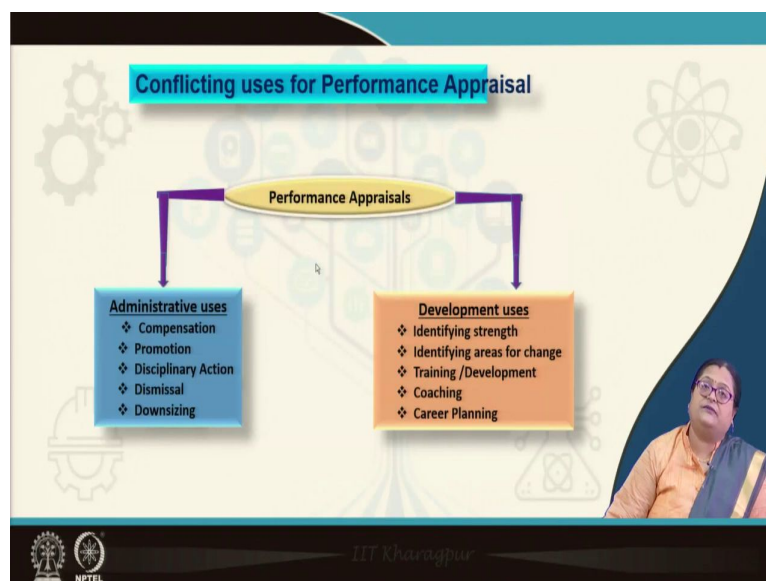 Conflicting uses for Performance Appraisal
Performance Appraisals
Administrative uses
❖ Compensation
❖ Promotion
❖ Disciplinary Action
❖ Dismissal
❖ Downsizing
Development uses
❖ Identifying strength
❖ Identifying areas for change
❖ Training /Development
❖ Coaching
❖ Career Planning
IIT Kharagpur
NPTEL